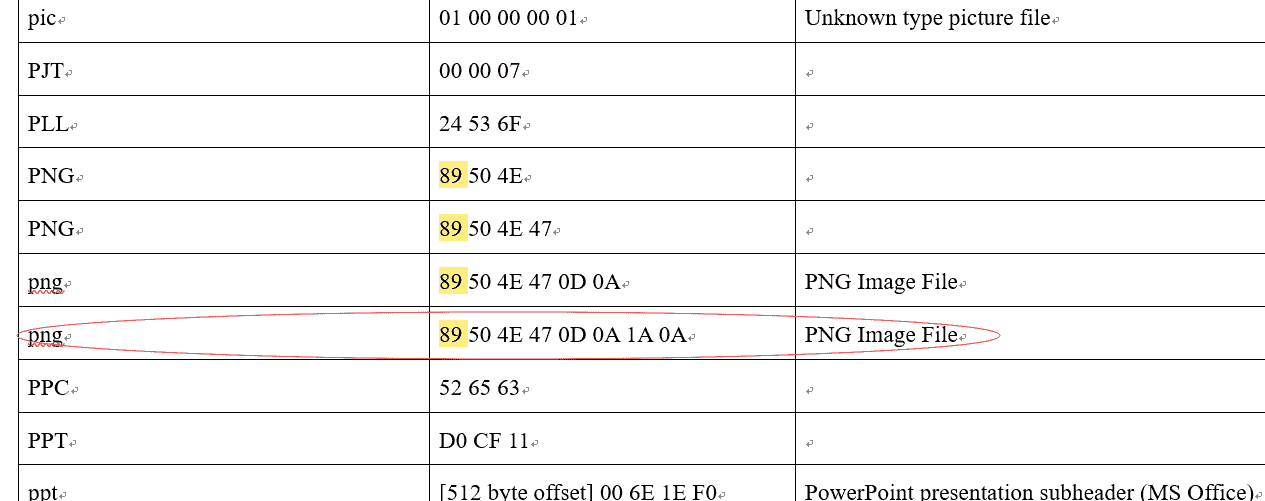 pic 01 00 00 00 01 Unknown type picture file
PJT 00 00 07
PLL 24 53 6F
PNG 89 50 4E
PNG 89 50 4E 47
png 89 50 4E 47 0D 0A PNG Image File
png 89 50 4E 47 0D 0A 1A 0A PNG Image File
PPC 52 65 63
PPT D0 CF 11
ppt [512 byte offset] 00 6E 1E F0 PowerPoint presentation subheader (MS Office)